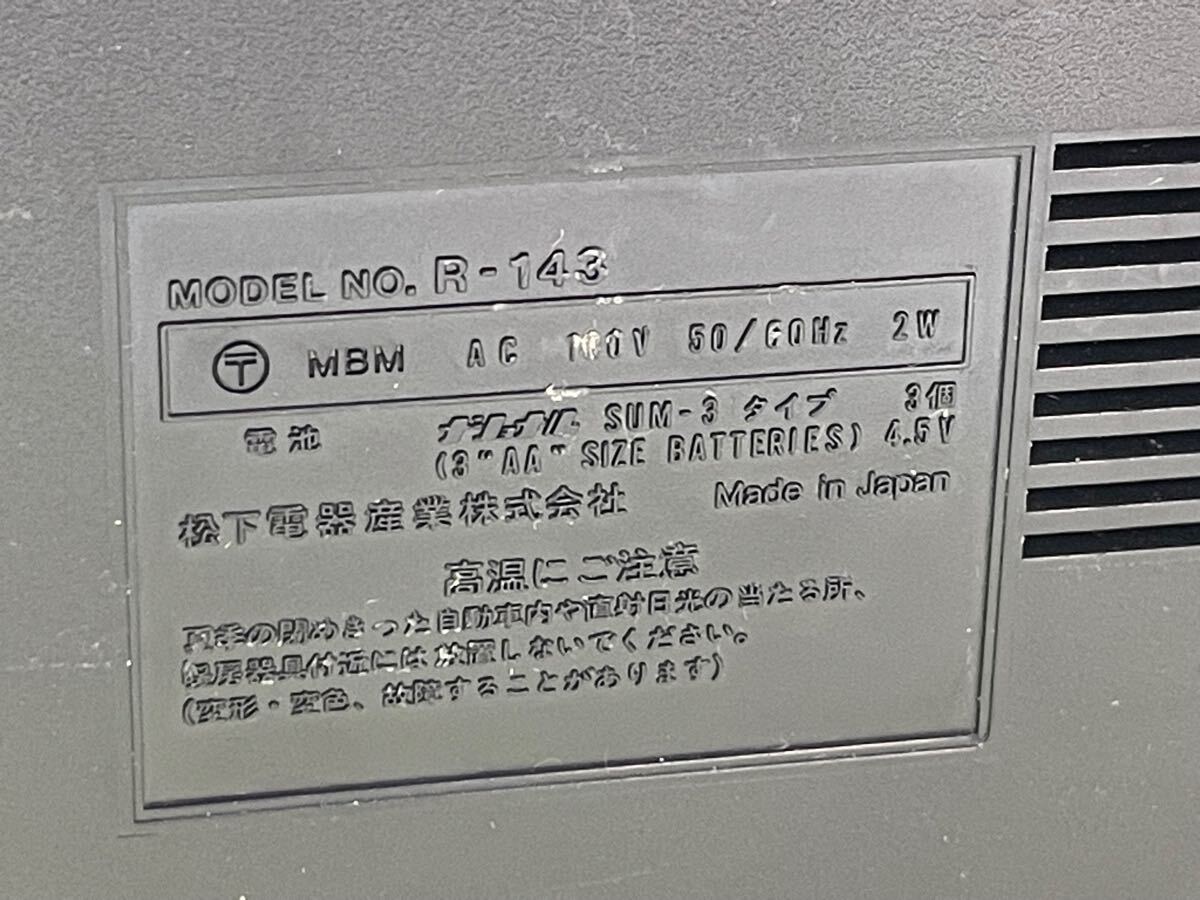 MODEL NO. R-143
〒 MBM AC 100V 50/60Hz 2W
電池 ナショナル SUM-3 タイプ 3個
(3"AA" SIZE BATTERIES) 4.5V
松下電器産業株式会社 Made in Japan
高温にご注意
窓の閉めきった自動車内や直射日光の当たる所、
暖房器具付近には放置しないでください。
(変形・変色、故障することがあります)